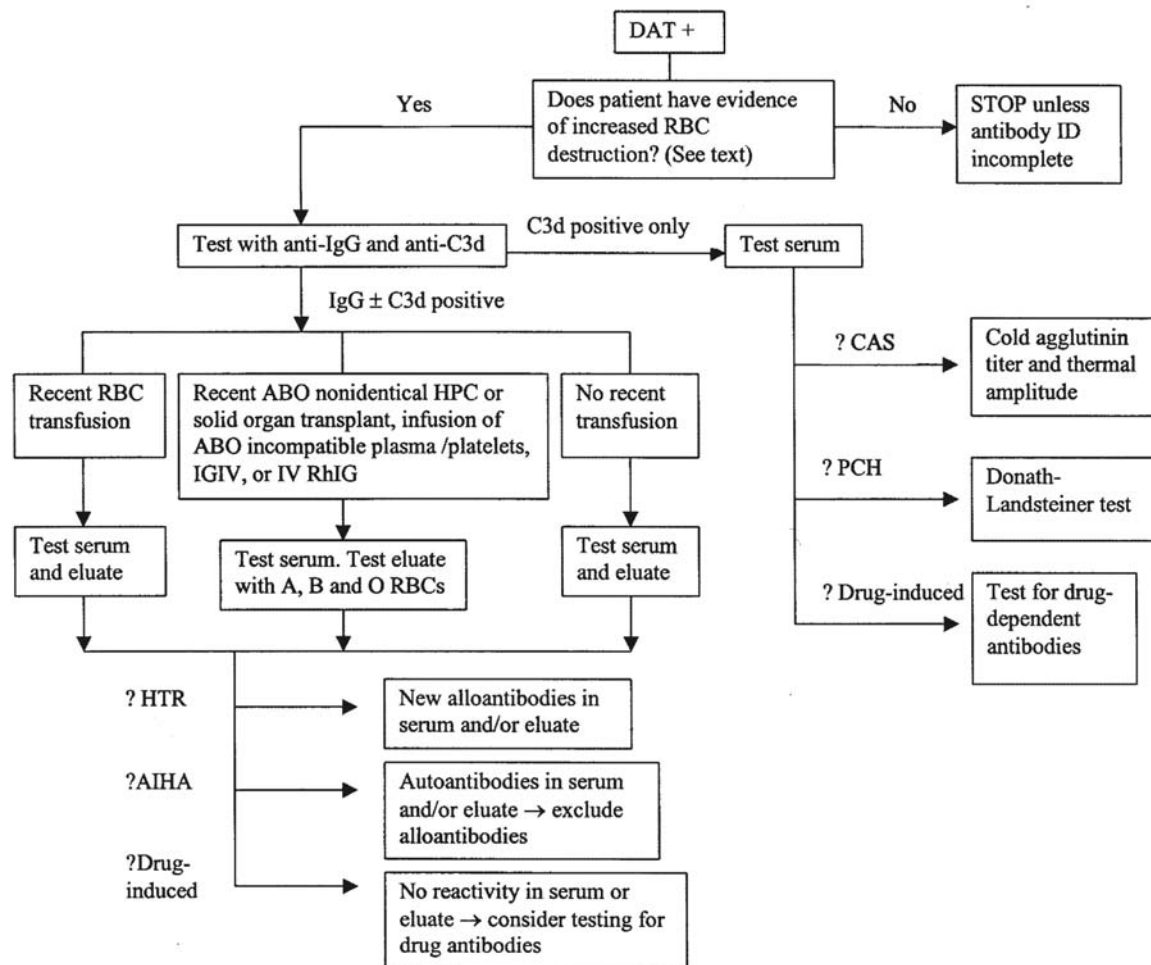 DAT +
Yes
Does patient have evidence
of increased RBC
destruction? (See text)
No
STOP unless
antibody ID
incomplete
Test with anti-IgG and anti-C3d
C3d positive only
Test serum
IgG ± C3d positive
Recent RBC
transfusion
Recent ABO nonidentical HPC or
solid organ transplant, infusion of
ABO incompatible plasma /platelets,
IGIV, or IV RhIG
No recent
transfusion
? CAS
Cold agglutinin
titer and thermal
amplitude
? PCH
Donath-
Landsteiner test
Test serum
and eluate
Test serum. Test eluate
with A, B and O RBCs
Test serum
and eluate
? Drug-induced
Test for drug-
dependent
antibodies
? HTR
New alloantibodies in
serum and/or eluate
?AIHA
Autoantibodies in serum
and/or eluate → exclude
alloantibodies
?Drug-
induced
No reactivity in serum or
eluate → consider testing for
drug antibodies